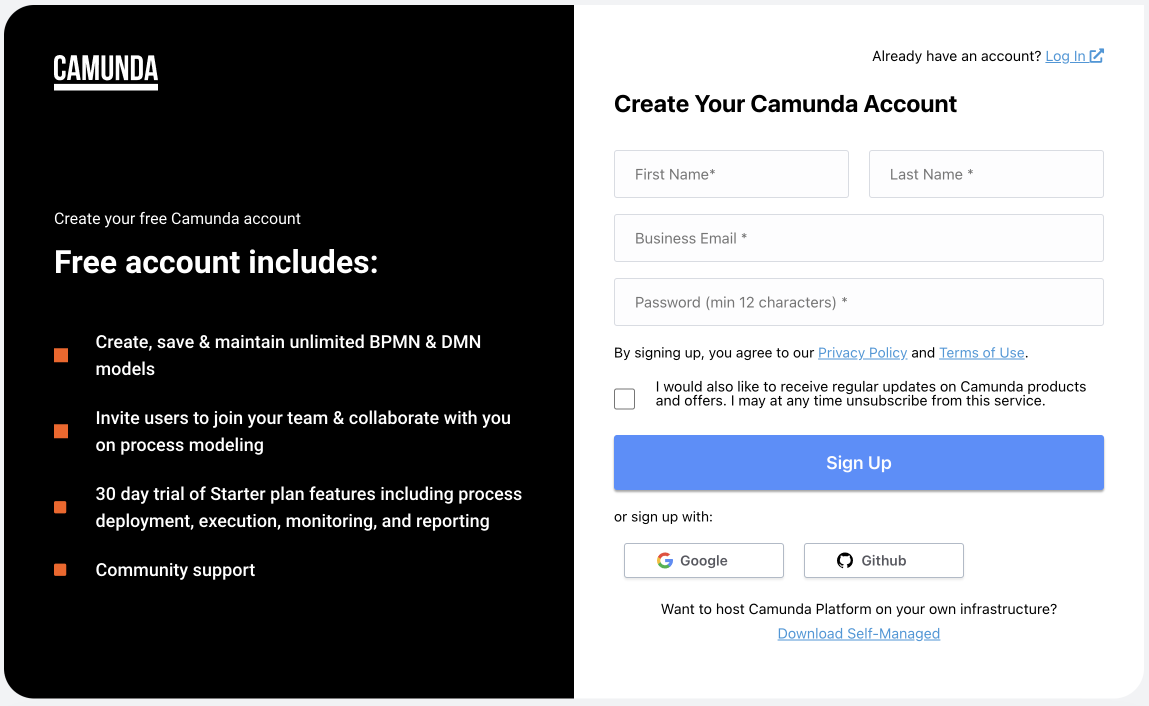 CAMUNDA
Create your free Camunda account
Free account includes:
Create, save & maintain unlimited BPMN & DMN
models
Invite users to join your team & collaborate with you
on process modeling
30 day trial of Starter plan features including process
deployment, execution, monitoring, and reporting
Community support
Already have an account? Log In
Create Your Camunda Account
First Name*
Last Name *
Business Email *
Password (min 12 characters) *
By signing up, you agree to our Privacy Policy and Terms of Use.
I would also like to receive regular updates on Camunda products
and offers. I may at any time unsubscribe from this service.
Sign Up
or sign up with:
Google
Github
Want to host Camunda Platform on your own infrastructure?
Download Self-Managed